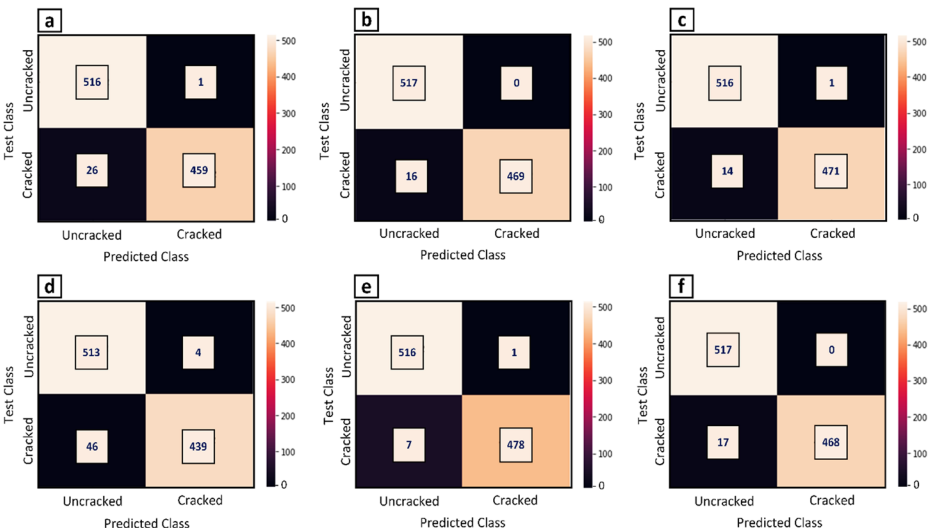 a
Test Class
Uncracked
Cracked
516
1
26
459
500
400
300
200
100
0
Uncracked
Cracked
Predicted Class
b
Test Class
Uncracked
Cracked
517
0
16
469
500
400
300
200
100
0
Uncracked
Cracked
Predicted Class
c
Test Class
Uncracked
Cracked
516
1
14
471
500
400
300
200
100
0
Uncracked
Cracked
Predicted Class
d
Test Class
Uncracked
Cracked
513
4
46
439
500
400
300
200
100
0
Uncracked
Cracked
Predicted Class
e
Test Class
Uncracked
Cracked
516
1
7
478
500
400
300
200
100
0
Uncracked
Cracked
Predicted Class
f
Test Class
Uncracked
Cracked
517
0
17
468
500
400
300
200
100
0
Uncracked
Cracked
Predicted Class